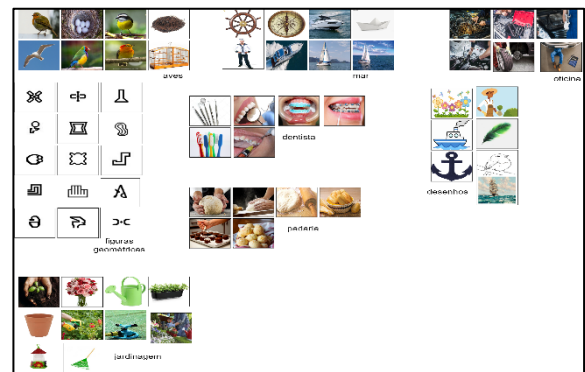 aves
mar
oficina
dentista
desenhos
padaria
figuras
geométricas
jardinagem